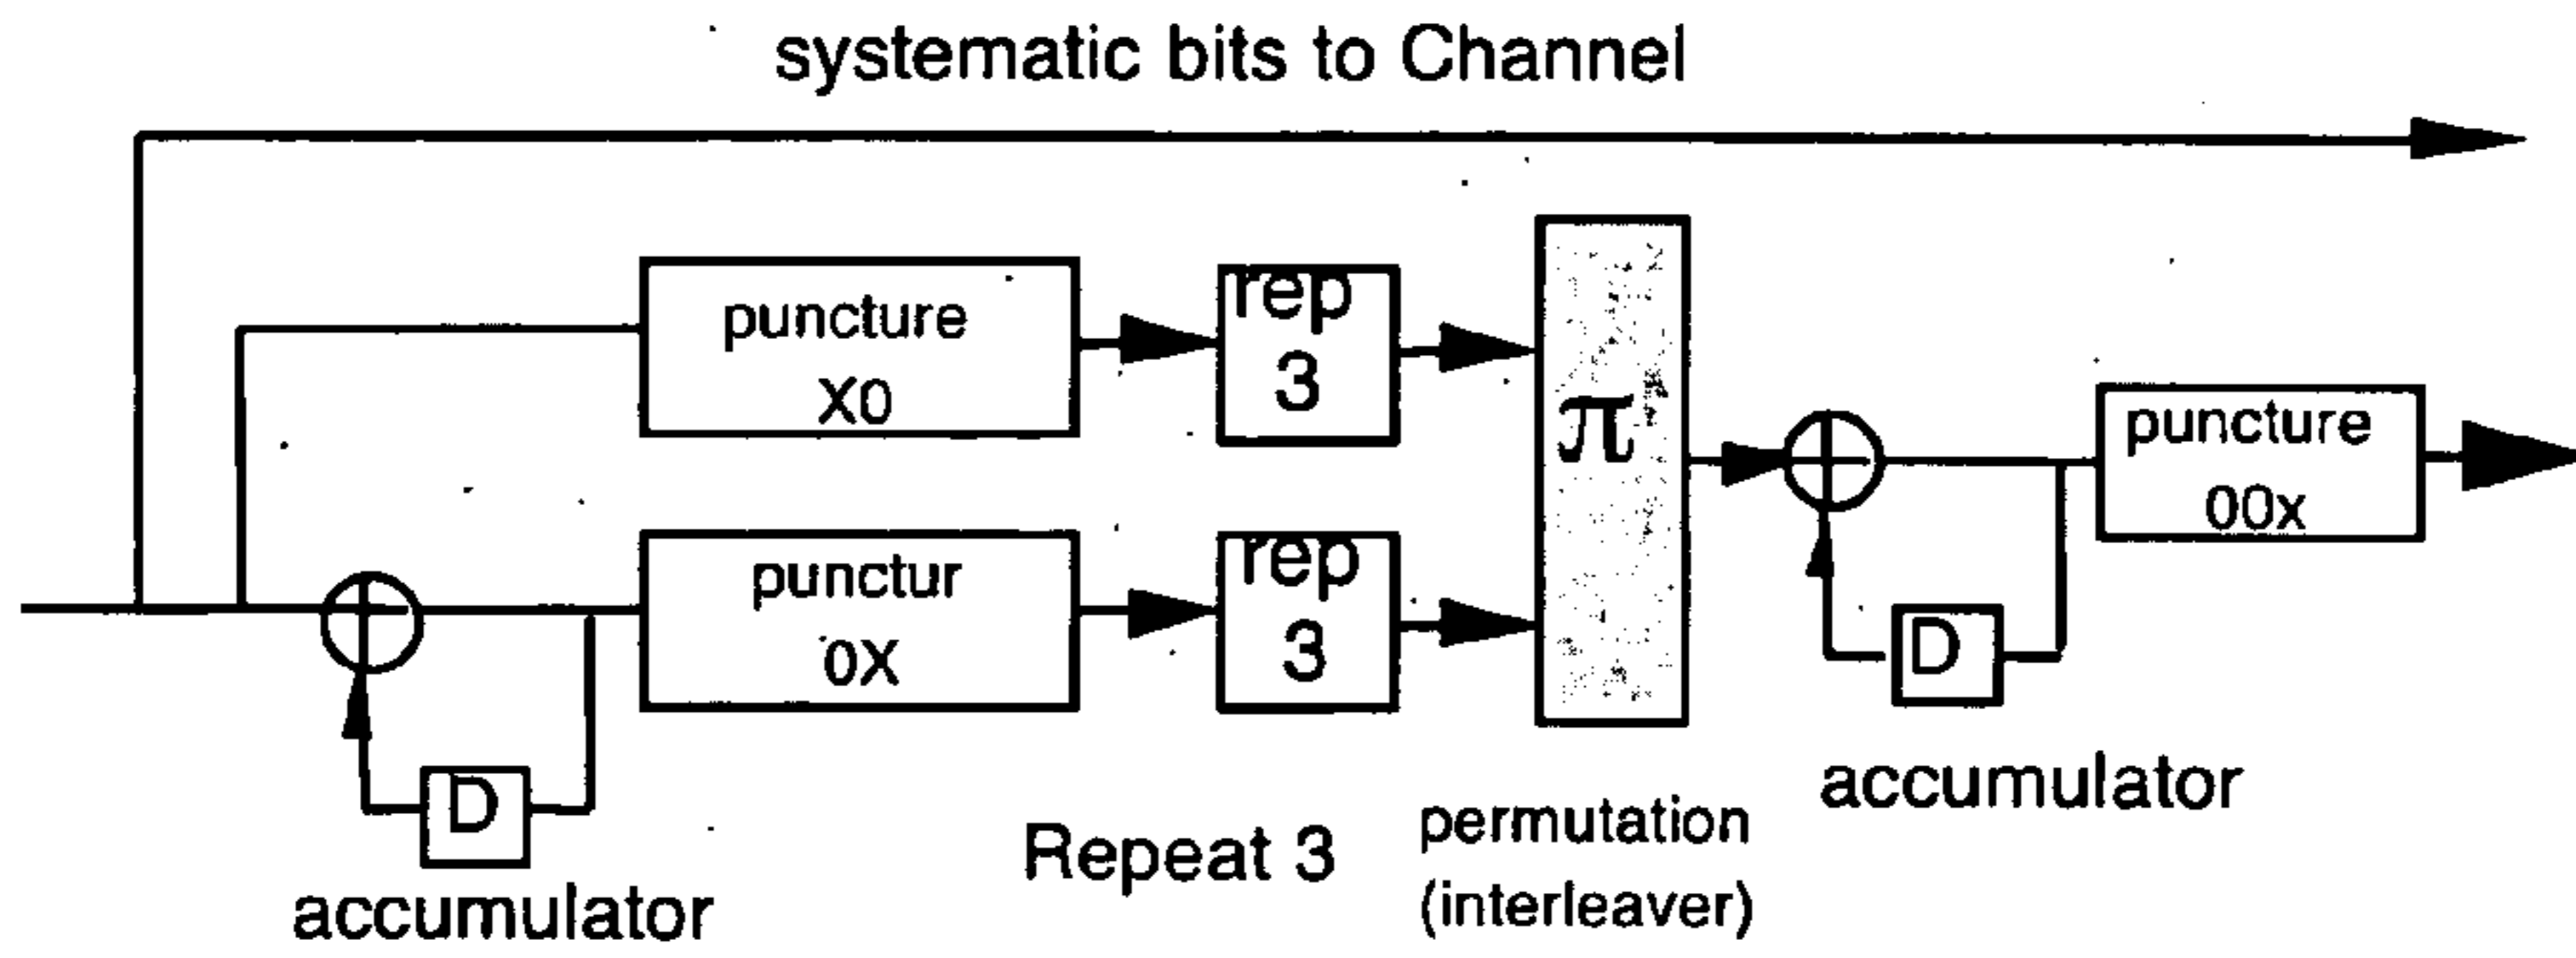 systematic bits to Channel
puncture
X0
rep
3
π
puncture
00x
punctur
0X
rep
3
D
D
accumulator
Repeat 3
permutation
(interleaver)
accumulator